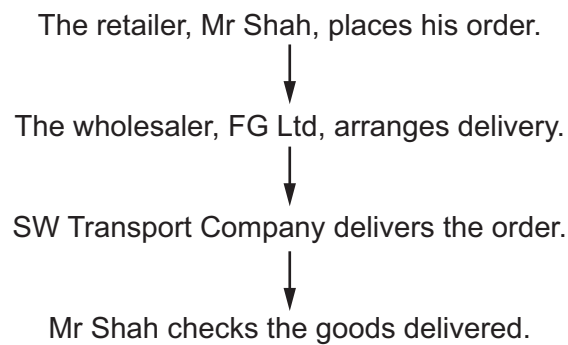 The retailer, Mr Shah, places his order.
The wholesaler, FG Ltd, arranges delivery.
SW Transport Company delivers the order.
Mr Shah checks the goods delivered.